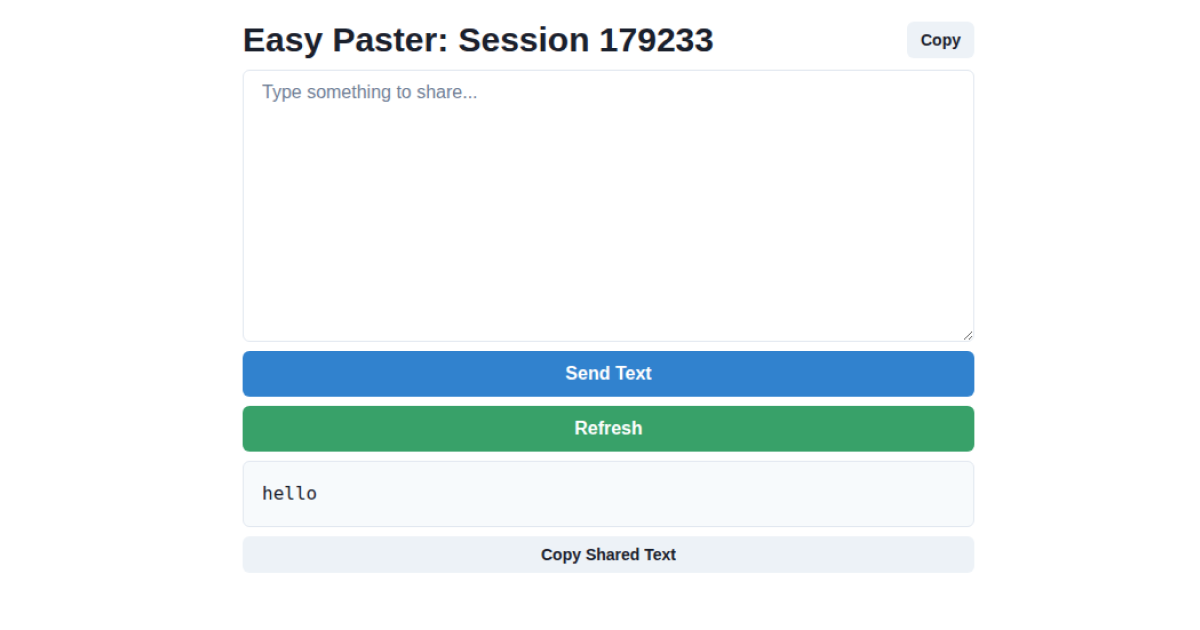 Easy Paster: Session 179233
Copy
Type something to share...
Send Text
Refresh
hello
Copy Shared Text